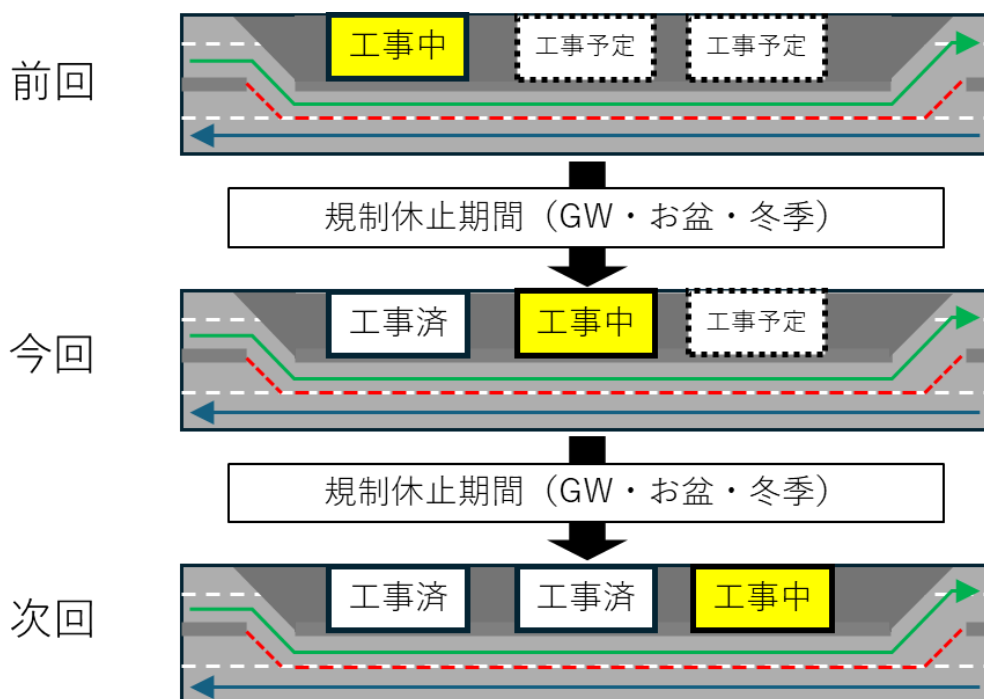 前回
工事中
工事予定
工事予定
規制休止期間（GW・お盆・冬季）
今回
工事済
工事中
工事予定
規制休止期間（GW・お盆・冬季）
次回
工事済
工事済
工事中